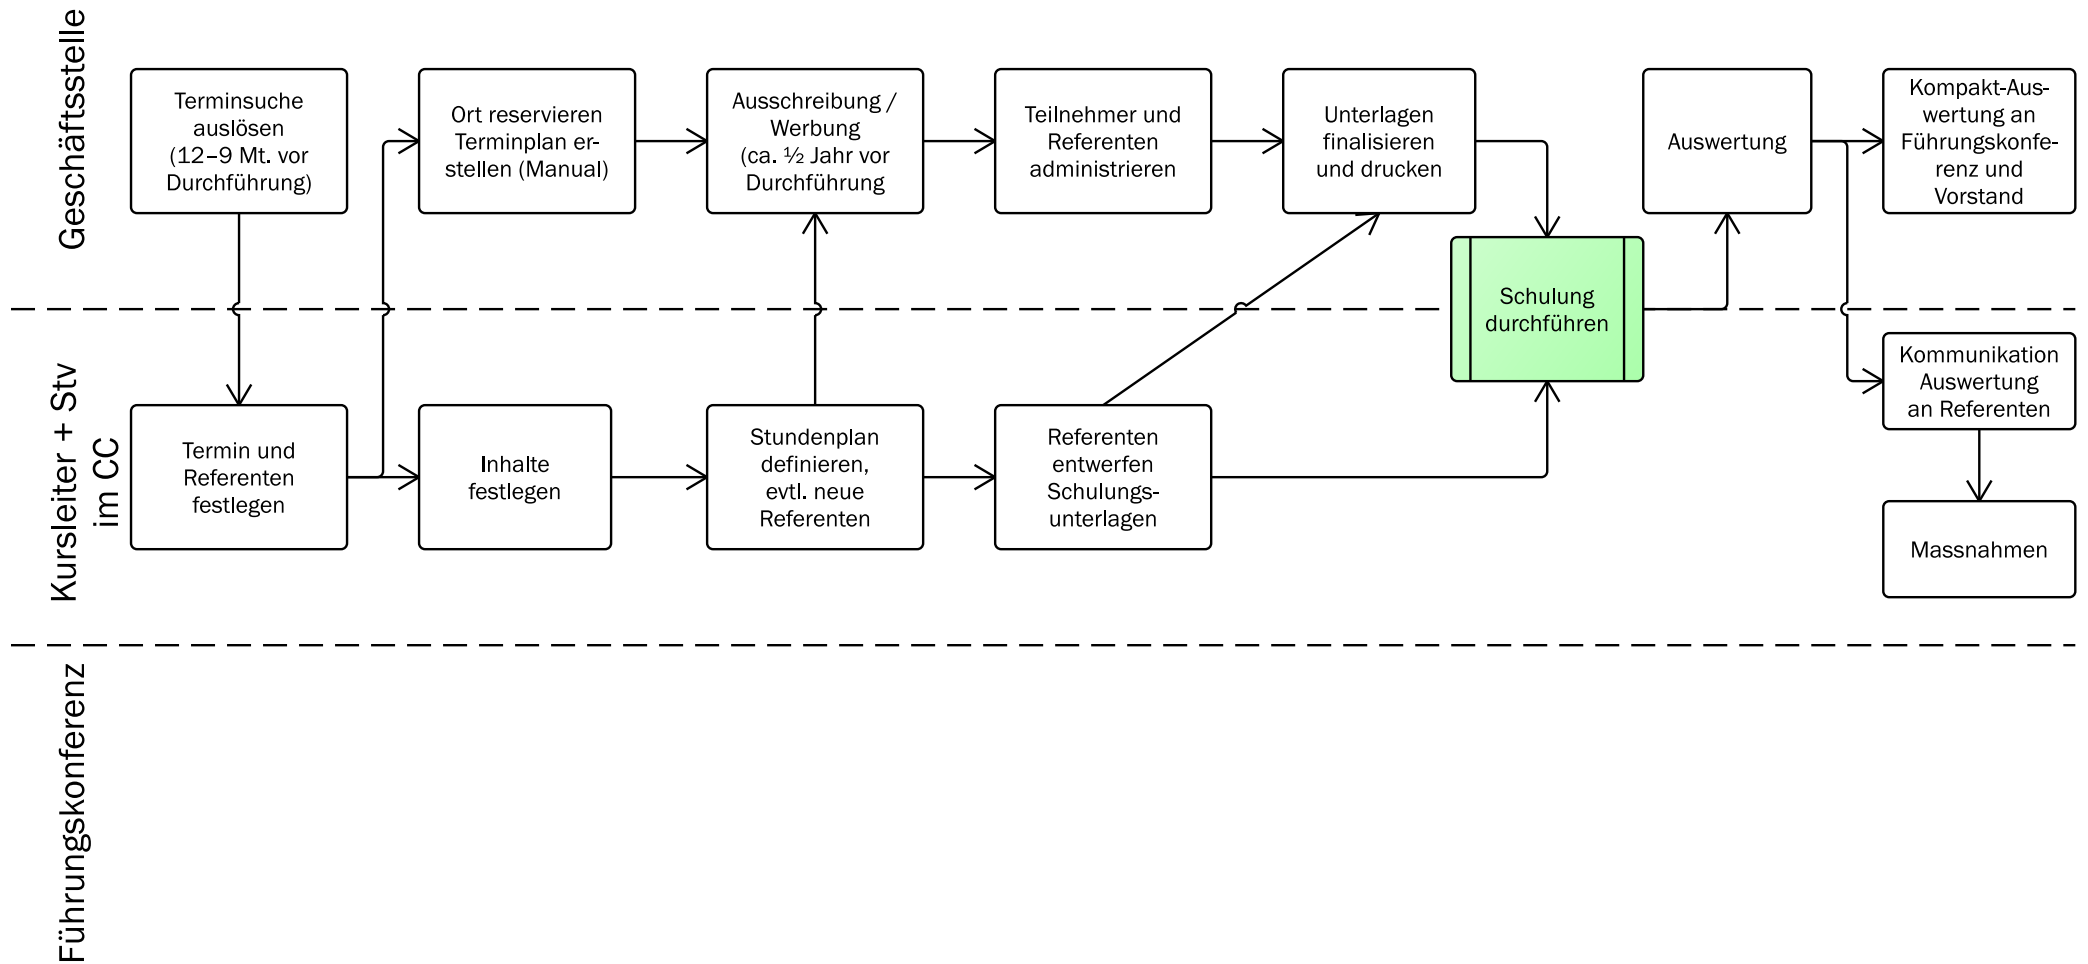 Geschäftsstelle
Terminsuche
auslösen
(12–9 Mt. vor
Durchführung)
Ort reservieren
Terminplan er-
stellen (Manual)
Ausschreibung /
Werbung
(ca. ½ Jahr vor
Durchführung
Teilnehmer und
Referenten
administrieren
Unterlagen
finalisieren
und drucken
Auswertung
Kompakt-Aus-
wertung an
Führungskonfe-
renz und
Vorstand
Schulung
durchführen
Kursleiter + Stv
im CC
Termin und
Referenten
festlegen
Inhalte
festlegen
Stundenplan
definieren,
evtl. neue
Referenten
Referenten
entwerfen
Schulungs-
unterlagen
Kommunikation
Auswertung
an Referenten
Massnahmen
Führungskonferenz